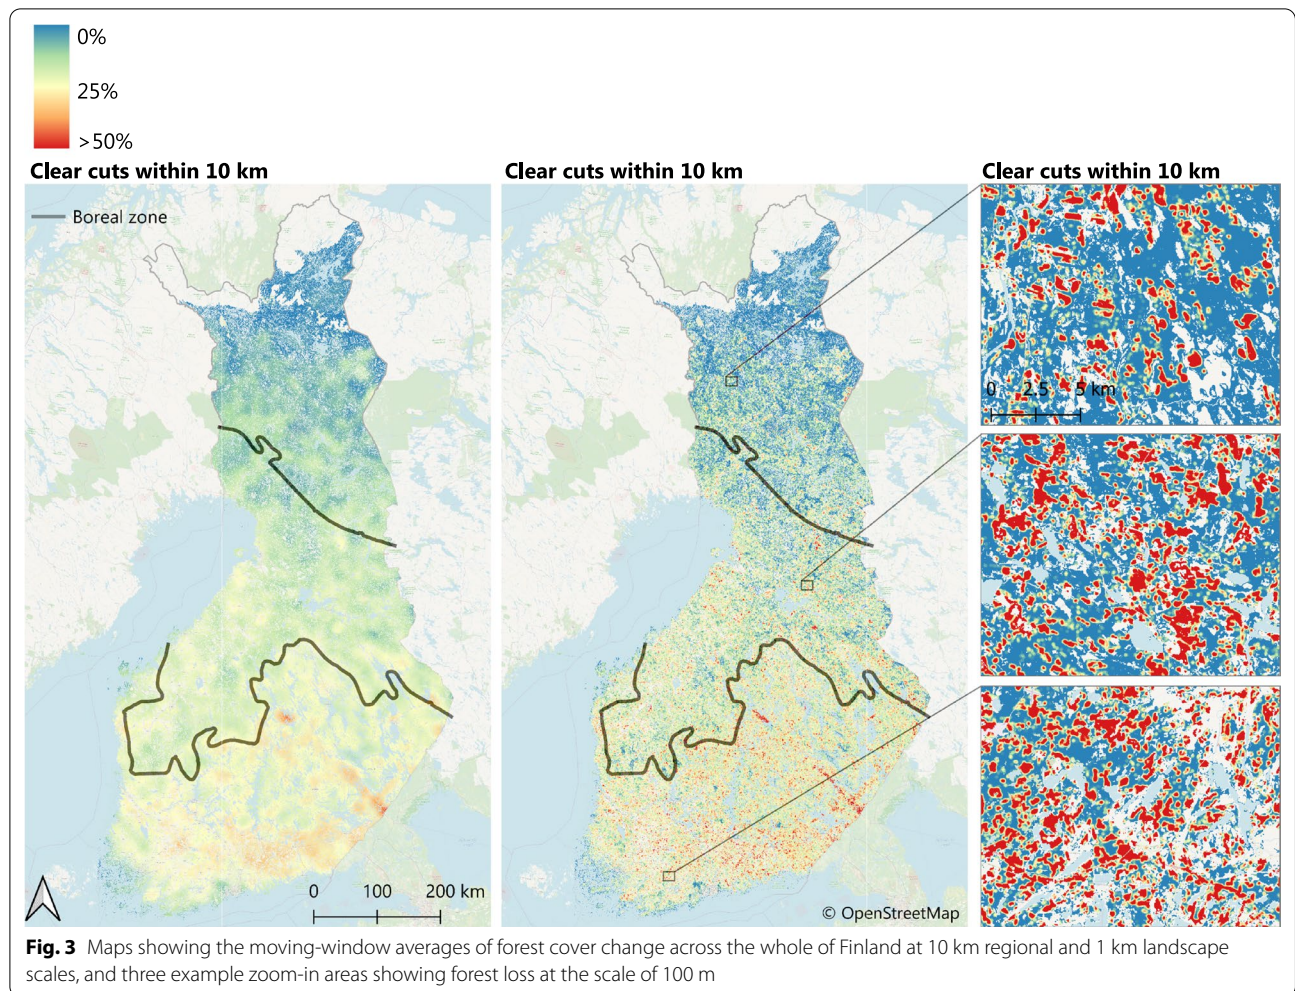 0%
25%
>50%
Clear cuts within 10 km
Clear cuts within 10 km
Clear cuts within 10 km
Boreal zone
0 2.5 5 km
0 100 200 km
© OpenStreetMap
Fig. 3 Maps showing the moving-window averages of forest cover change across the whole of Finland at 10 km regional and 1 km landscape
scales, and three example zoom-in areas showing forest loss at the scale of 100 m